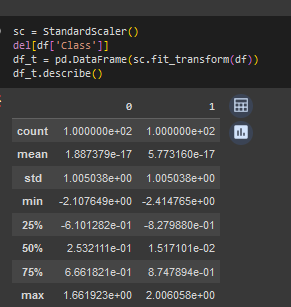 sc = StandardScaler()
del[df['Class']]
df_t = pd.DataFrame(sc.fit_transform(df))
df_t.describe()
0 1
count 1.000000e+02 1.000000e+02
mean 1.887379e-17 5.773160e-17
std 1.005038e+00 1.005038e+00
min -2.107649e+00 -2.414765e+00
25% -6.101282e-01 -8.279880e-01
50% 2.532111e-01 1.517101e-02
75% 6.661821e-01 8.747894e-01
max 1.661923e+00 2.006058e+00